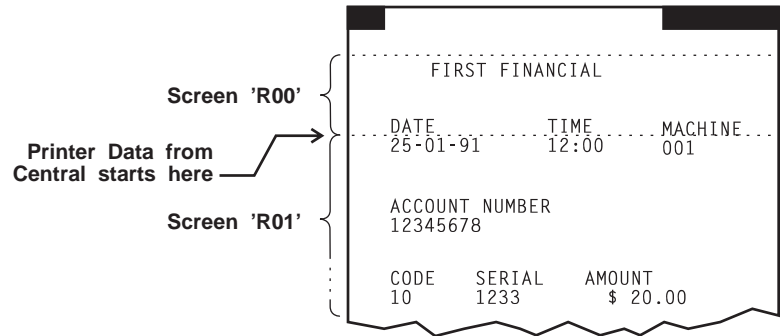 FIRST FINANCIAL
Screen 'R00'
DATE TIME MACHINE
Printer Data from
Central starts here
25-01-91 12:00 001
Screen 'R01'
ACCOUNT NUMBER
12345678
CODE SERIAL AMOUNT
10 1233 $ 20.00